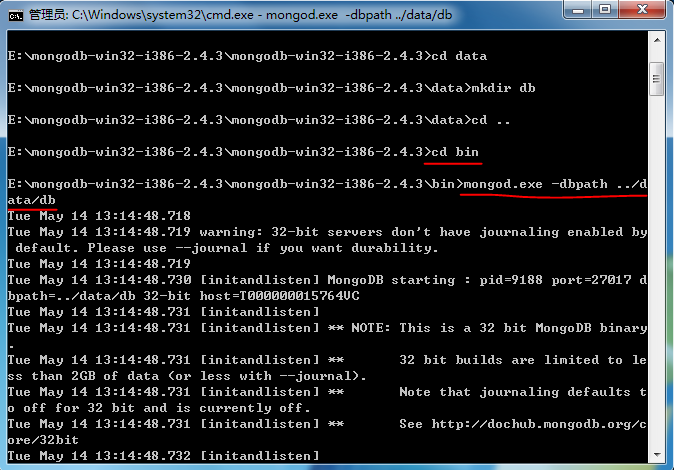 管理员: C:\Windows\system32\cmd.exe - mongod.exe  -dbpath ../data/db
E:\mongodb-win32-i386-2.4.3\mongodb-win32-i386-2.4.3>cd data
E:\mongodb-win32-i386-2.4.3\mongodb-win32-i386-2.4.3\data>mkdir db
E:\mongodb-win32-i386-2.4.3\mongodb-win32-i386-2.4.3\data>cd ..
E:\mongodb-win32-i386-2.4.3\mongodb-win32-i386-2.4.3>cd bin
E:\mongodb-win32-i386-2.4.3\mongodb-win32-i386-2.4.3\bin>mongod.exe -dbpath ../d
ata/db
Tue May 14 13:14:48.718
Tue May 14 13:14:48.719 warning: 32-bit servers don't have journaling enabled by
 default. Please use --journal if you want durability.
Tue May 14 13:14:48.719
Tue May 14 13:14:48.730 [initandlisten] MongoDB starting : pid=9188 port=27017 d
bpath=../data/db 32-bit host=T000000015764VC
Tue May 14 13:14:48.731 [initandlisten]
Tue May 14 13:14:48.731 [initandlisten] ** NOTE: This is a 32 bit MongoDB binary
.
Tue May 14 13:14:48.731 [initandlisten] **       32 bit builds are limited to le
ss than 2GB of data (or less with --journal).
Tue May 14 13:14:48.731 [initandlisten] **       Note that journaling defaults t
o off for 32 bit and is currently off.
Tue May 14 13:14:48.731 [initandlisten] **       See http://dochub.mongodb.org/c
ore/32bit
Tue May 14 13:14:48.732 [initandlisten]